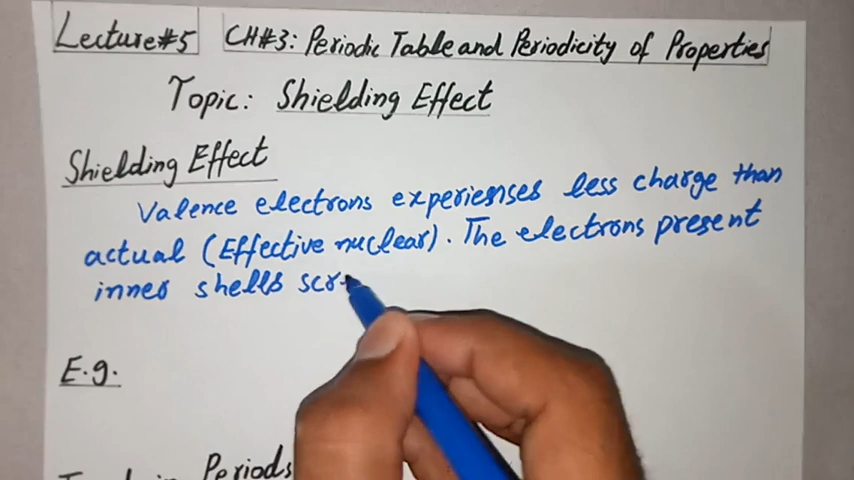 Lecture#5 CH#3: Periodic Table and Periodicity of Properties
Topic: Shielding Effect
Shielding Effect
Valence electrons experienses less charge than
actual (Effective nuclear). The electrons present
inner shells scr
E.g.
Periods